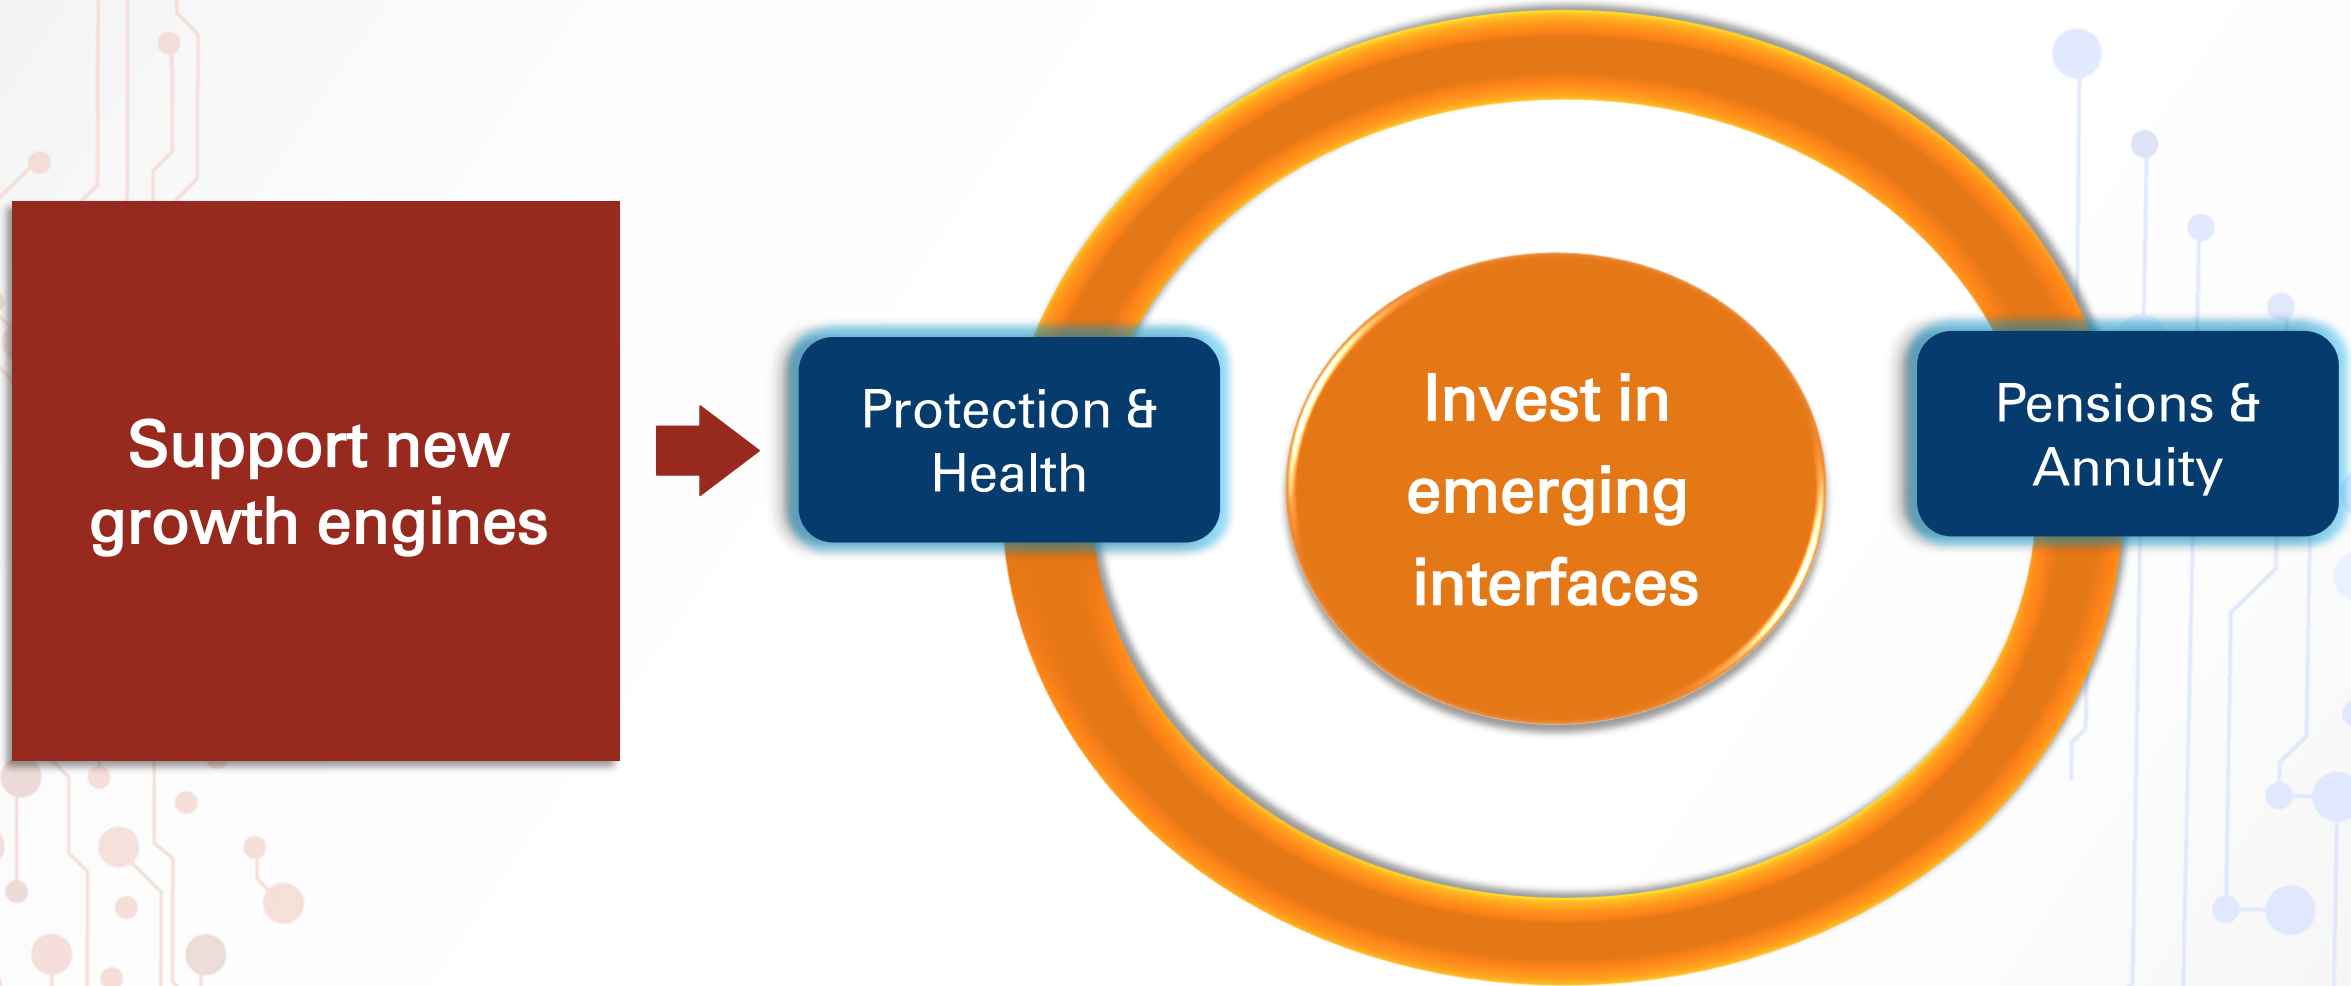 Support new
growth engines
Protection &
Health
Invest in
emerging
interfaces
Pensions &
Annuity